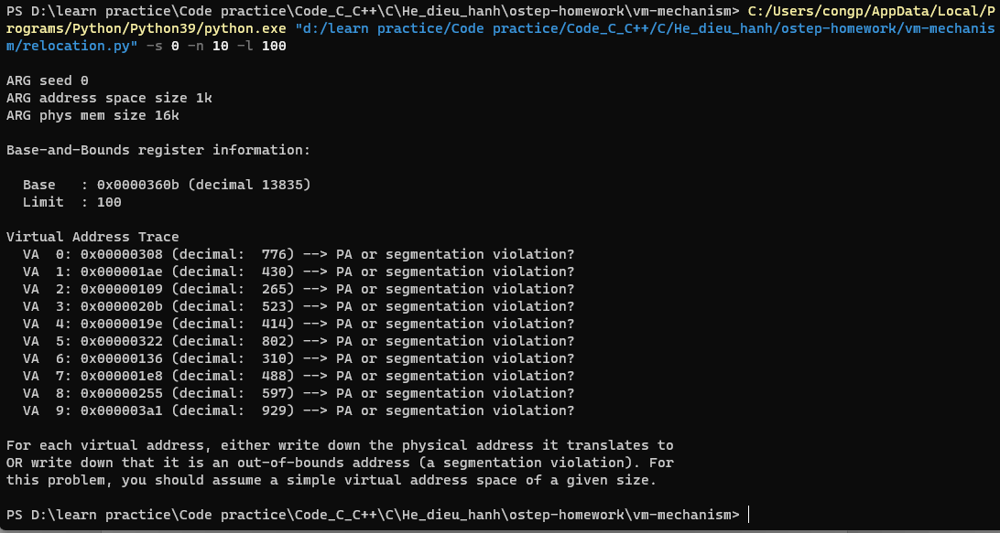 PS D:\learn practice\Code practice\Code_C_C++\C\He_dieu_hanh\ostep-homework\vm-mechanism> C:/Users/congp/AppData/Local/P
rograms/Python/Python39/python.exe "d:/learn practice/Code practice/Code_C_C++/C/He_dieu_hanh/ostep-homework/vm-mechanis
m/relocation.py" -s 0 -n 10 -l 100
ARG seed 0
ARG address space size 1k
ARG phys mem size 16k
Base-and-Bounds register information:
Base   : 0x0000360b (decimal 13835)
Limit  : 100
Virtual Address Trace
VA  0: 0x00000308 (decimal:  776) --> PA or segmentation violation?
VA  1: 0x000001ae (decimal:  430) --> PA or segmentation violation?
VA  2: 0x00000109 (decimal:  265) --> PA or segmentation violation?
VA  3: 0x0000020b (decimal:  523) --> PA or segmentation violation?
VA  4: 0x0000019e (decimal:  414) --> PA or segmentation violation?
VA  5: 0x00000322 (decimal:  802) --> PA or segmentation violation?
VA  6: 0x00000136 (decimal:  310) --> PA or segmentation violation?
VA  7: 0x000001e8 (decimal:  488) --> PA or segmentation violation?
VA  8: 0x00000255 (decimal:  597) --> PA or segmentation violation?
VA  9: 0x000003a1 (decimal:  929) --> PA or segmentation violation?
For each virtual address, either write down the physical address it translates to
OR write down that it is an out-of-bounds address (a segmentation violation). For
this problem, you should assume a simple virtual address space of a given size.
PS D:\learn practice\Code practice\Code_C_C++\C\He_dieu_hanh\ostep-homework\vm-mechanism>